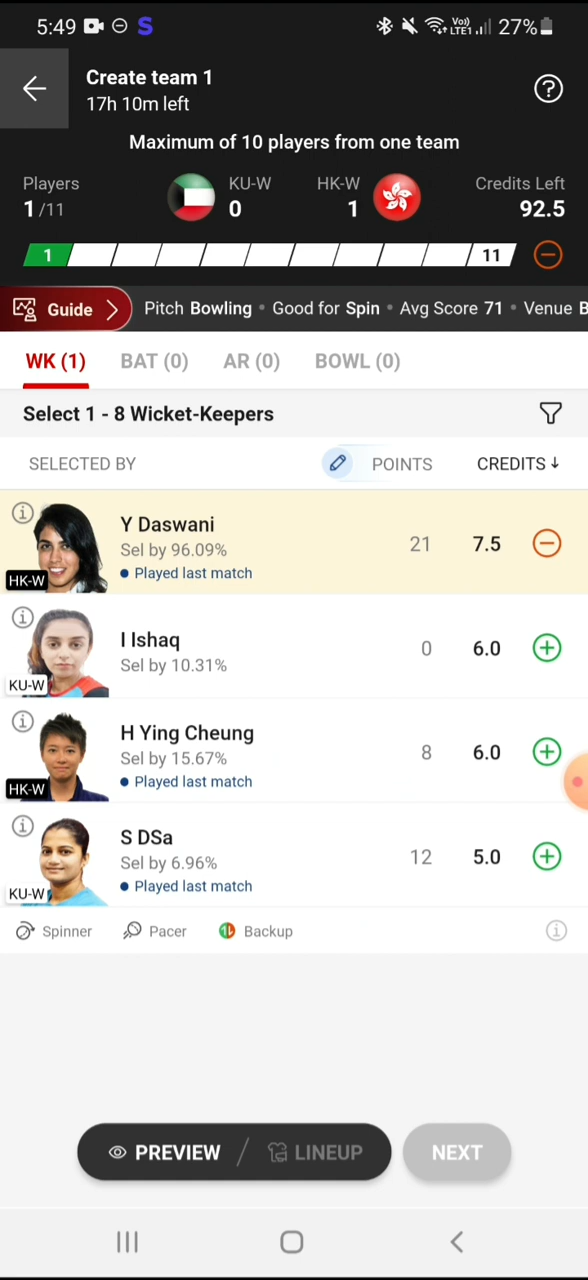 5:49 S Vo) LTE1 27%
Create team 1
17h 10m left
Maximum of 10 players from one team
Players KU-W HK-W Credits Left
1/11 0 1 92.5
1 11
Guide Pitch Bowling • Good for Spin • Avg Score 71 • Venue B
WK (1) BAT (0) AR (0) BOWL (0)
Select 1 - 8 Wicket-Keepers
SELECTED BY POINTS CREDITS ↓
Y Daswani
Sel by 96.09% 21 7.5
HK-W • Played last match
I Ishaq
Sel by 10.31% 0 6.0
KU-W
H Ying Cheung
Sel by 15.67% 8 6.0
HK-W • Played last match
S DSa
Sel by 6.96% 12 5.0
KU-W • Played last match
Spinner Pacer Backup
PREVIEW / LINEUP NEXT